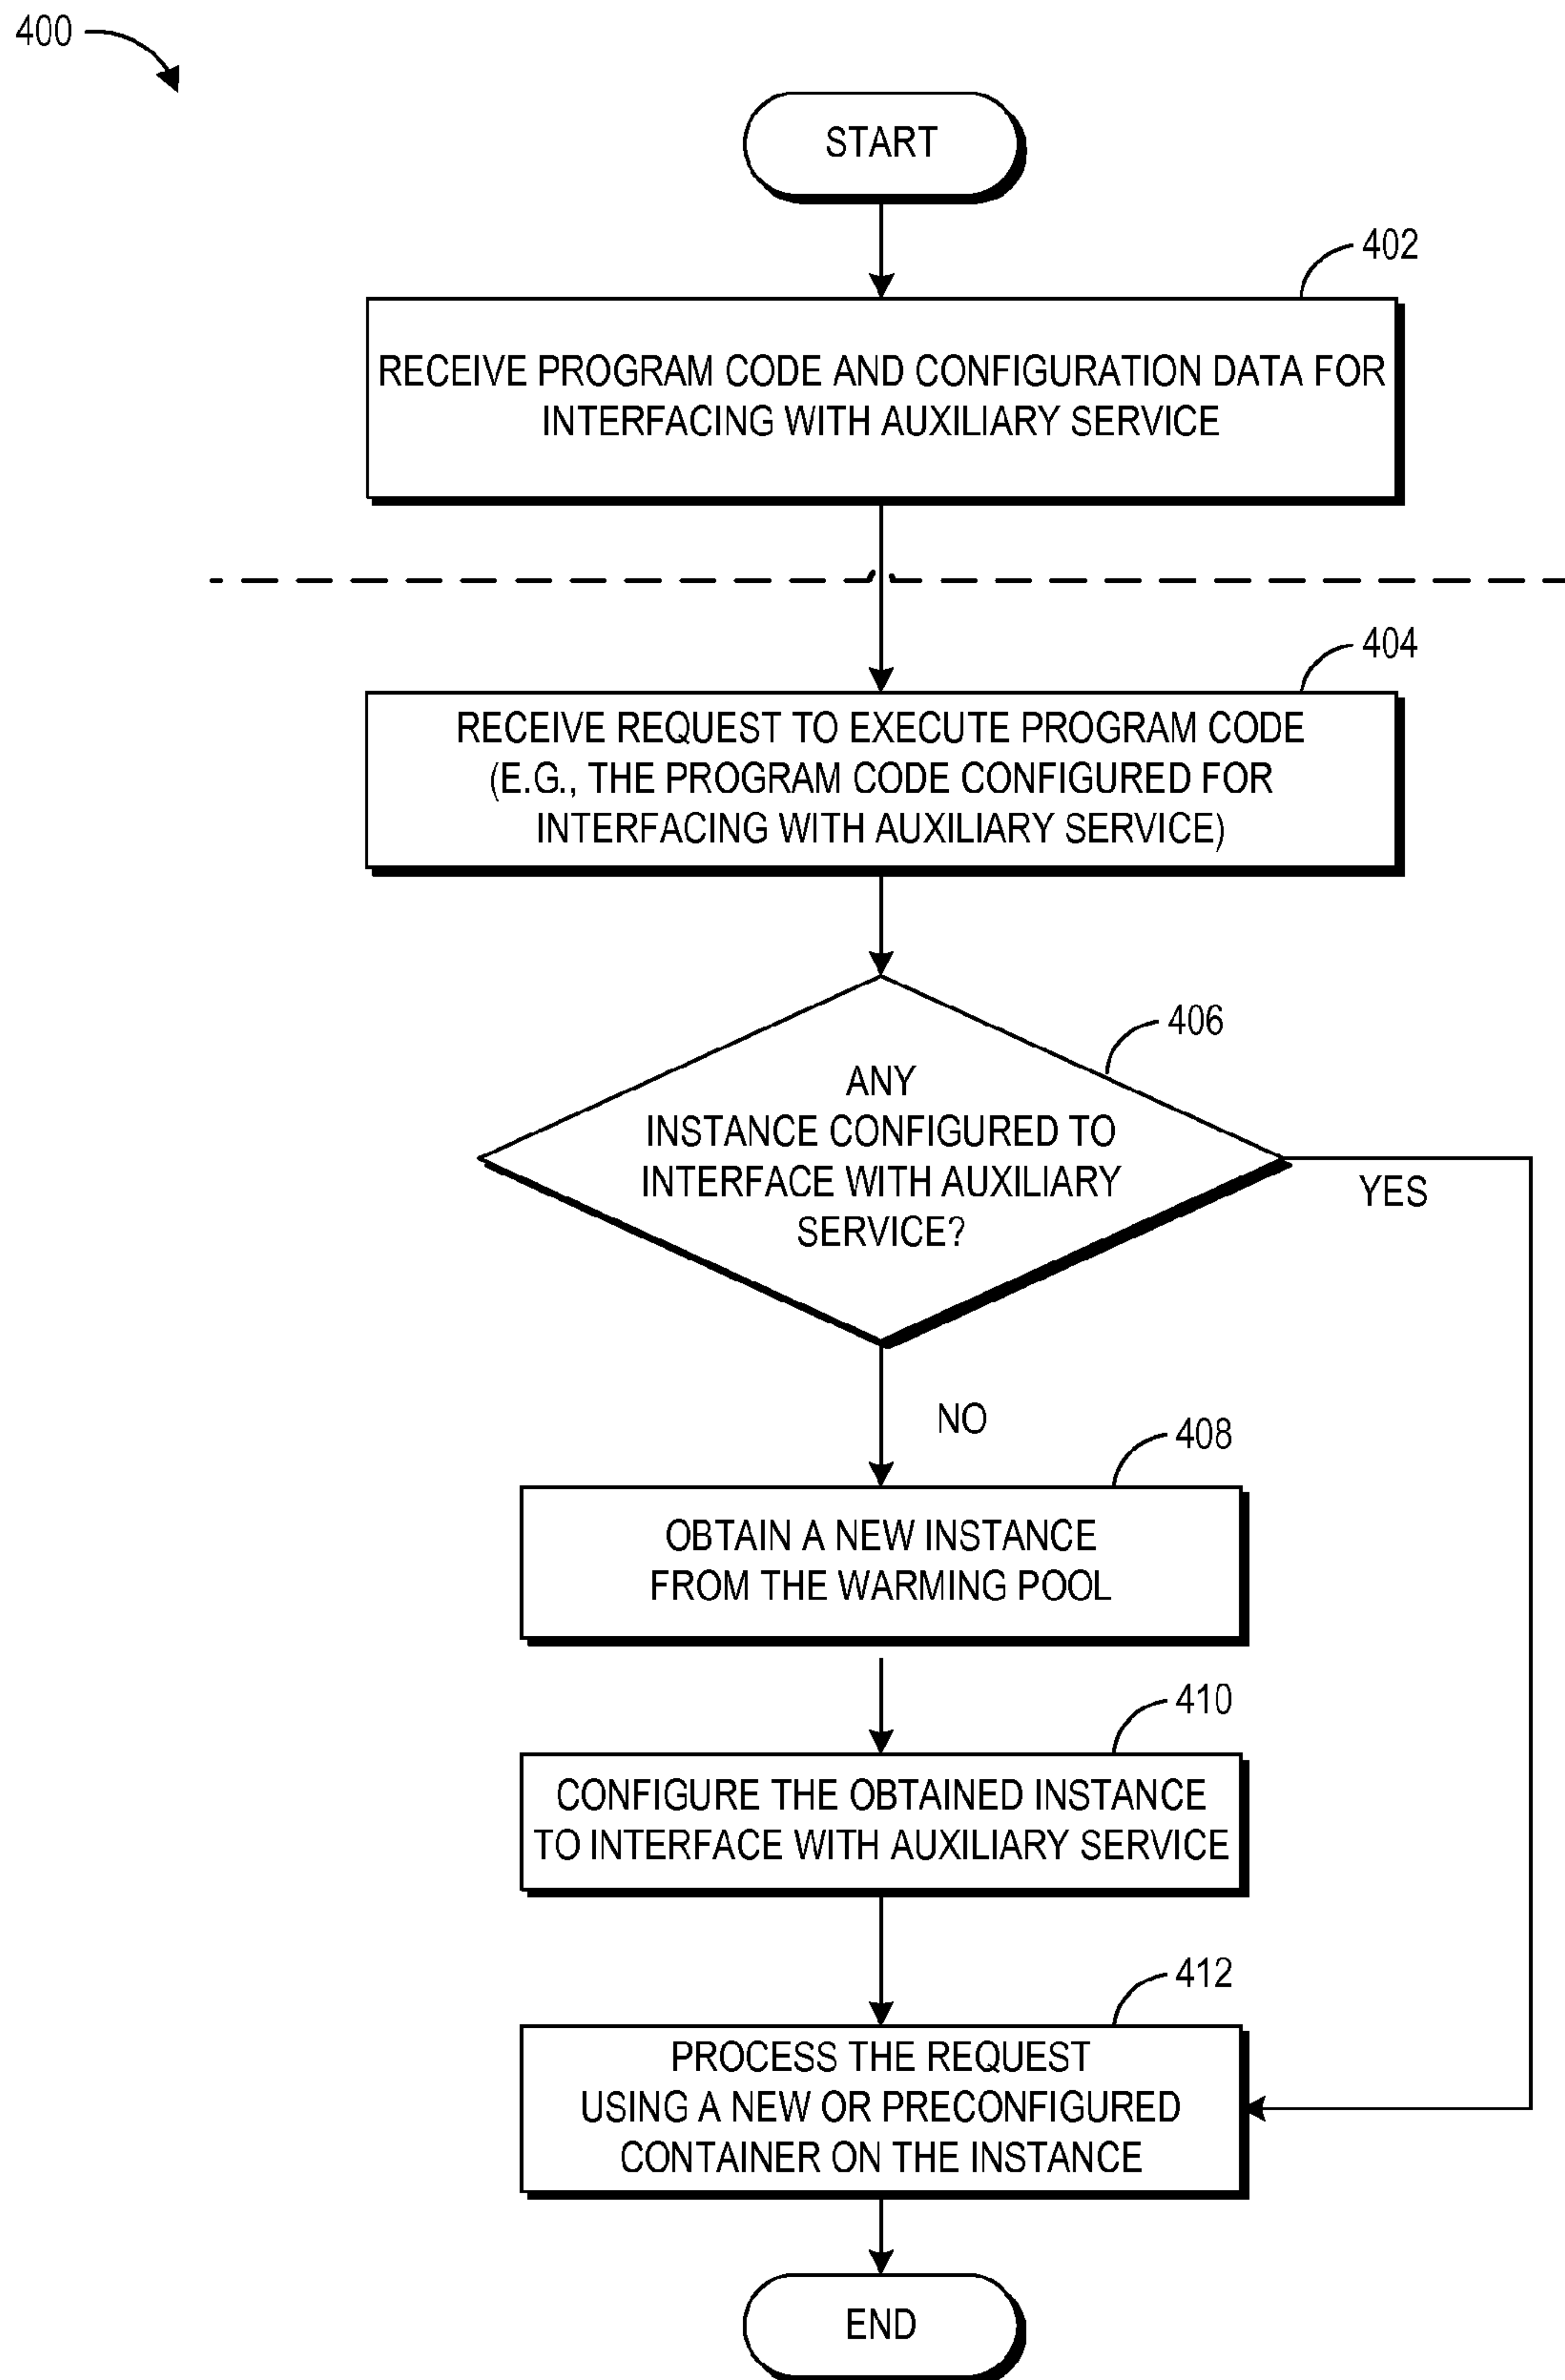 400
START
402
RECEIVE PROGRAM CODE AND CONFIGURATION DATA FOR
INTERFACING WITH AUXILIARY SERVICE
404
RECEIVE REQUEST TO EXECUTE PROGRAM CODE
(E.G., THE PROGRAM CODE CONFIGURED FOR
INTERFACING WITH AUXILIARY SERVICE)
406
ANY
INSTANCE CONFIGURED TO
INTERFACE WITH AUXILIARY
SERVICE?
YES
NO
408
OBTAIN A NEW INSTANCE
FROM THE WARMING POOL
410
CONFIGURE THE OBTAINED INSTANCE
TO INTERFACE WITH AUXILIARY SERVICE
412
PROCESS THE REQUEST
USING A NEW OR PRECONFIGURED
CONTAINER ON THE INSTANCE
END